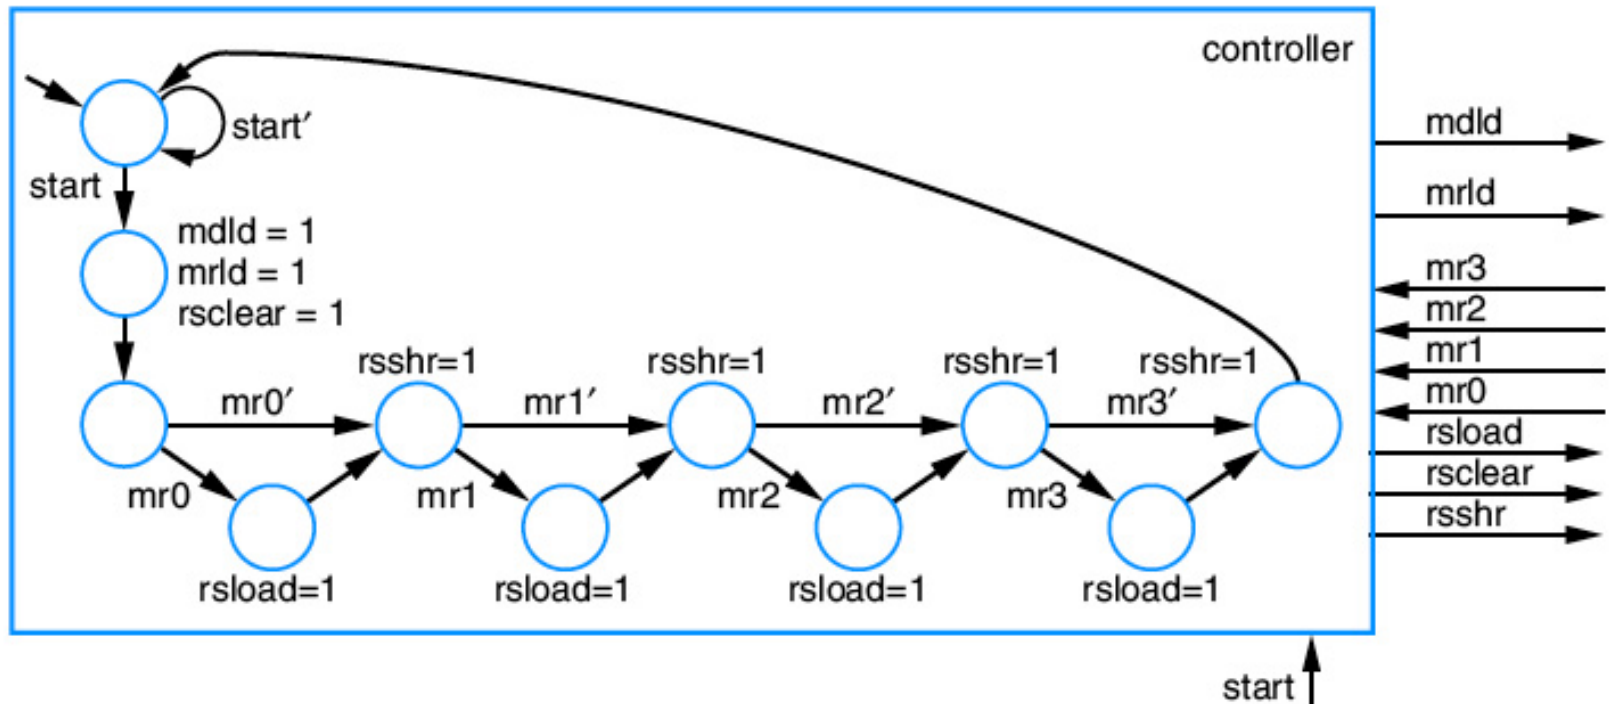 controller
start′
start
mdld = 1
mrld = 1
rsclear = 1
rsshr=1
rsshr=1
rsshr=1
rsshr=1
mr0′
mr1′
mr2′
mr3′
mr0
mr1
mr2
mr3
rsload=1
rsload=1
rsload=1
rsload=1
mdld
mrld
mr3
mr2
mr1
mr0
rsload
rsclear
rsshr
start